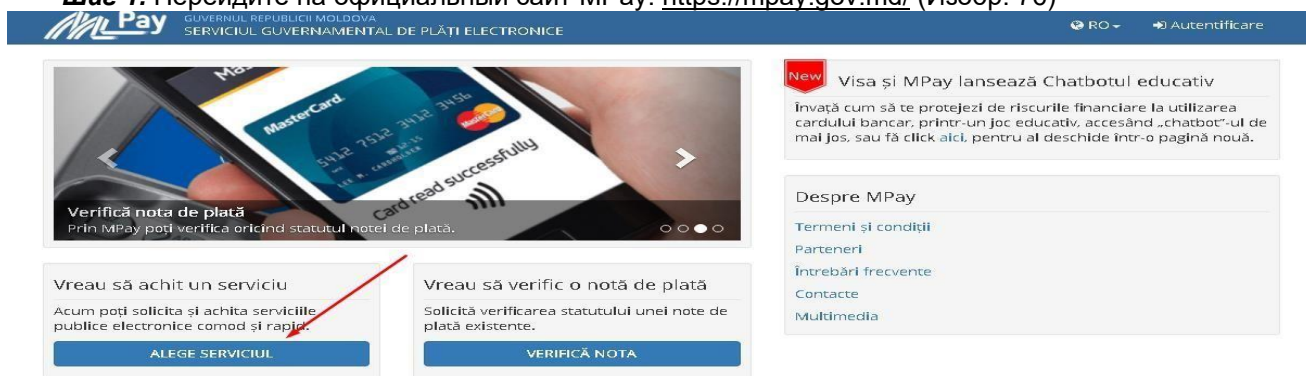 Шаг 1. Перейдите на официальный сайт MPay: https://mpay.gov.md/ (Изобр. 76)
MPay
GUVERNUL REPUBLICII MOLDOVA
SERVICIUL GUVERNAMENTAL DE PLĂȚI ELECTRONICE
RO
Autentificare
MasterCard
MasterCard
5412 7512 3412 3456
LEE M. CARDHOLDER
MasterCard
Card read successfully
Verifică nota de plată
Prin MPay poți verifica oricînd statutul notei de plată.
New
Visa și MPay lansează Chatbotul educativ
Învață cum să te protejezi de riscurile financiare la utilizarea
cardului bancar, printr-un joc educativ, accesând „chatbot"-ul de
mai jos, sau fă click aici, pentru al deschide într-o pagină nouă.
Despre MPay
Termeni și condiții
Parteneri
Întrebări frecvente
Contacte
Multimedia
Vreau să achit un serviciu
Acum poți solicita și achita serviciile
publice electronice comod și rapid.
ALEGE SERVICIUL
Vreau să verific o notă de plată
Solicită verificarea statutului unei note de
plată existente.
VERIFICĂ NOTA